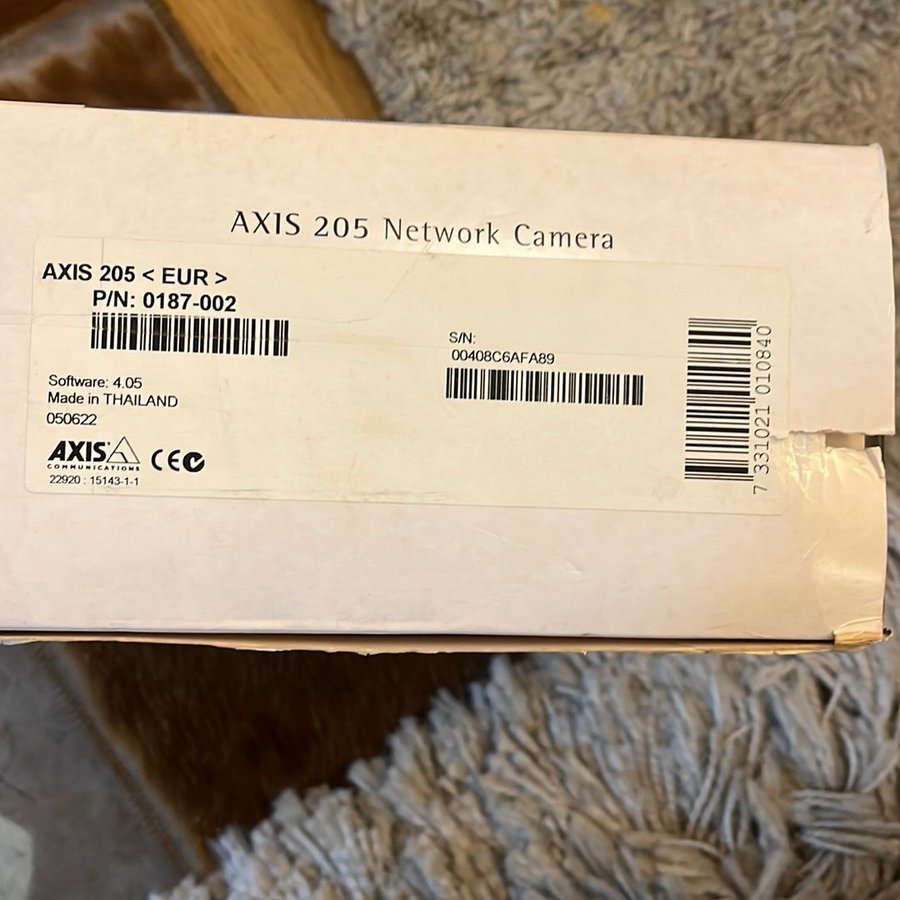 AXIS 205 Network Camera
AXIS 205 < EUR >
P/N: 0187-002
S/N:
00408C6AFA89
Software: 4.05
Made in THAILAND
050622
AXIS
COMMUNICATIONS
CE
22920 : 15143-1-1
7 331021 010840